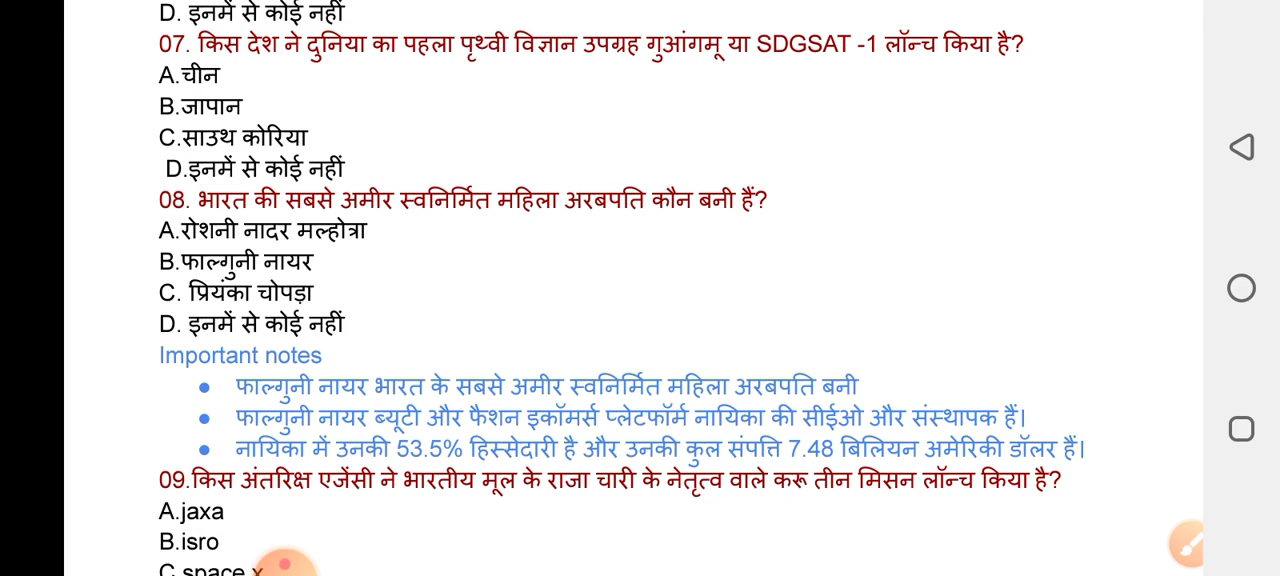 D. इनमें से कोई नहीं
07. किस देश ने दुनिया का पहला पृथ्वी विज्ञान उपग्रह गुआंगमू या SDGSAT -1 लॉन्च किया है?
A.चीन
B.जापान
C.साउथ कोरिया
D.इनमें से कोई नहीं
08. भारत की सबसे अमीर स्वनिर्मित महिला अरबपति कौन बनी हैं?
A.रोशनी नादर मल्होत्रा
B.फाल्गुनी नायर
C. प्रियंका चोपड़ा
D. इनमें से कोई नहीं
Important notes
● फाल्गुनी नायर भारत के सबसे अमीर स्वनिर्मित महिला अरबपति बनी
● फाल्गुनी नायर ब्यूटी और फैशन इकॉमर्स प्लेटफॉर्म नायिका की सीईओ और संस्थापक हैं।
● नायिका में उनकी 53.5% हिस्सेदारी है और उनकी कुल संपत्ति 7.48 बिलियन अमेरिकी डॉलर हैं।
09.किस अंतरिक्ष एजेंसी ने भारतीय मूल के राजा चारी के नेतृत्व वाले करू तीन मिसन लॉन्च किया है?
A.jaxa
B.isro
C.space x